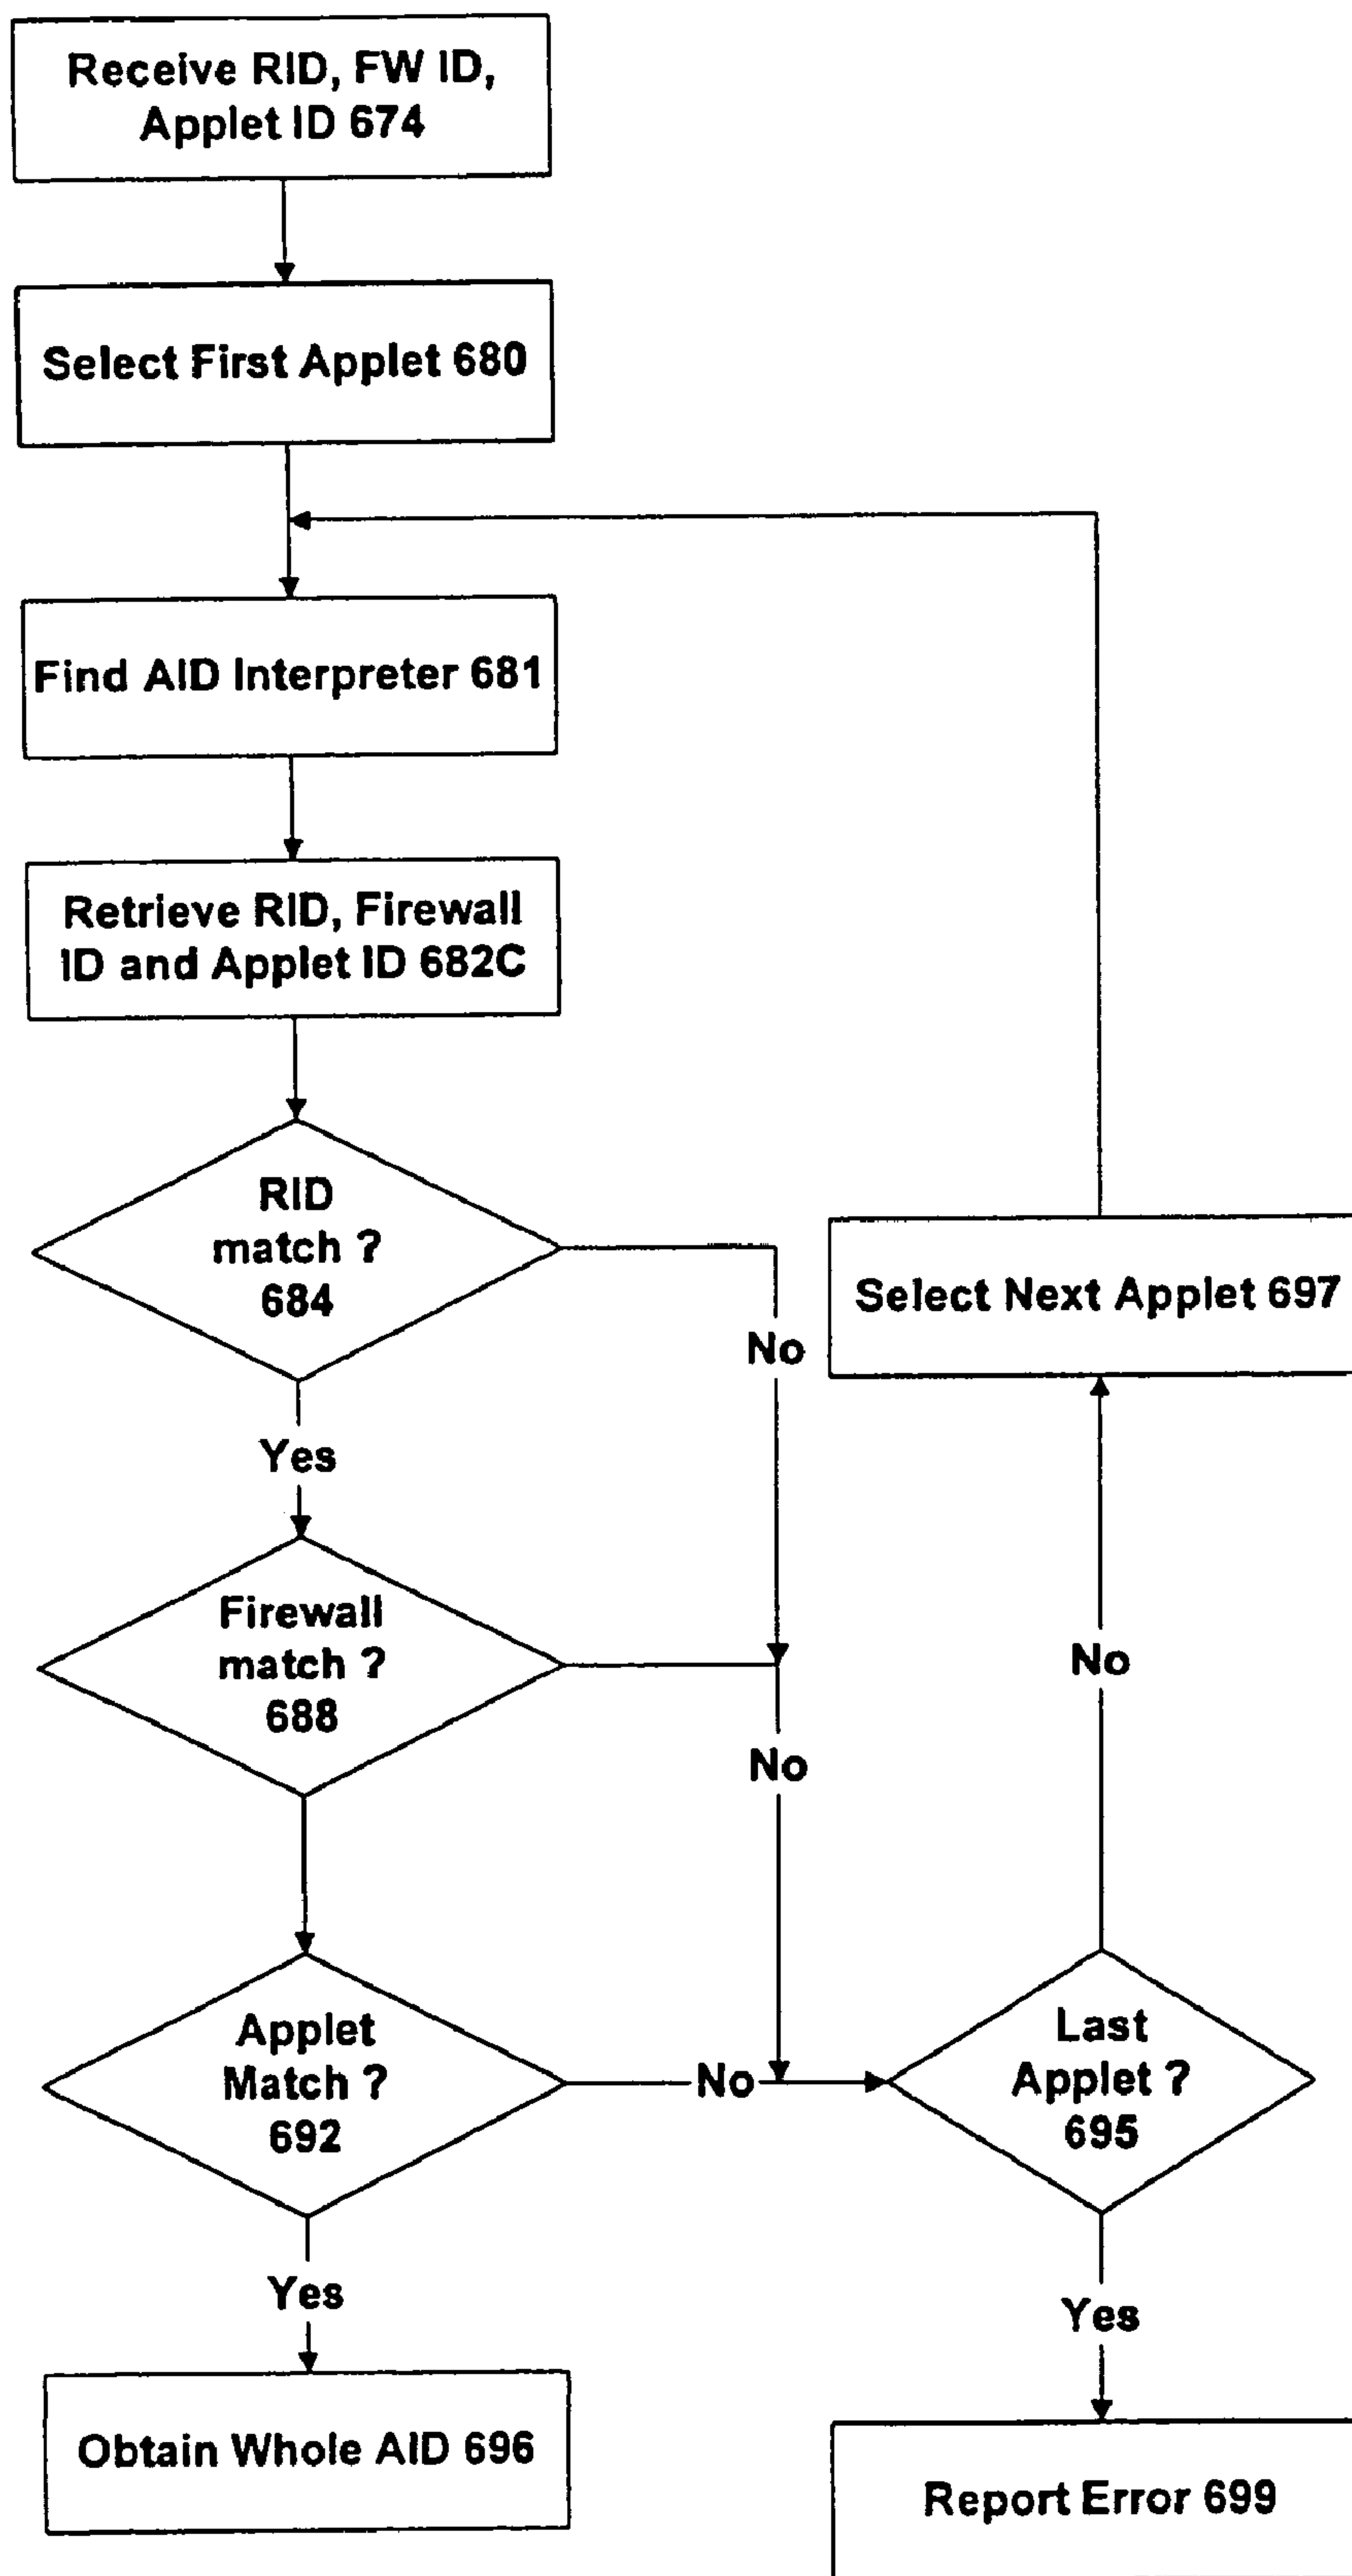 Receive RID, FW ID,
Applet ID 674
Select First Applet 680
Find AID Interpreter 681
Retrieve RID, Firewall
ID and Applet ID 682C
RID
match ?
684
No
Select Next Applet 697
Yes
Firewall
match ?
688
No
No
Applet
Match ?
692
No
Last
Applet ?
695
Yes
Yes
Obtain Whole AID 696
Report Error 699